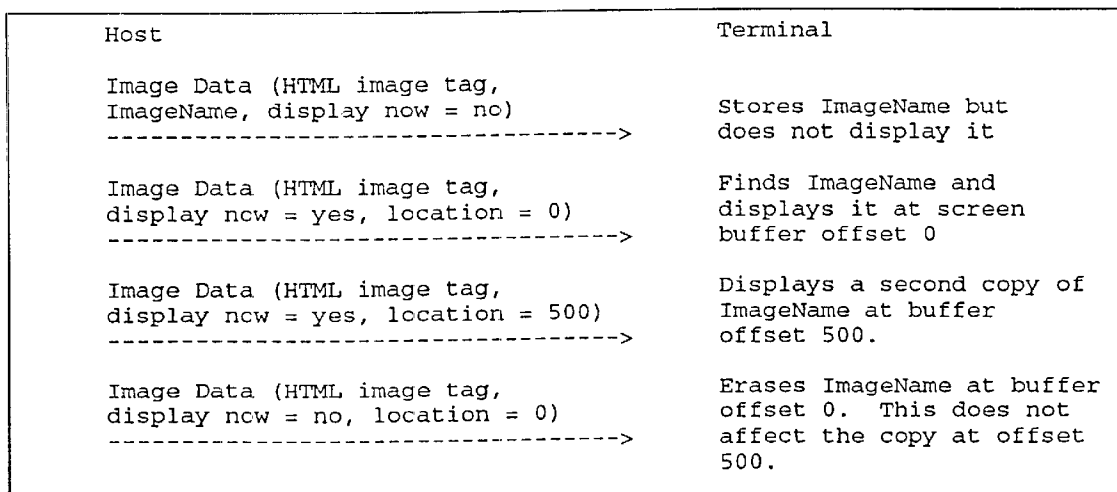 Host Terminal
Image Data (HTML image tag,
ImageName, display now = no)
----------------------------------->
Stores ImageName but
does not display it
Image Data (HTML image tag,
display now = yes, location = 0)
----------------------------------->
Finds ImageName and
displays it at screen
buffer offset 0
Image Data (HTML image tag,
display now = yes, location = 500)
----------------------------------->
Displays a second copy of
ImageName at buffer
offset 500.
Image Data (HTML image tag,
display now = no, location = 0)
----------------------------------->
Erases ImageName at buffer
offset 0. This does not
affect the copy at offset
500.